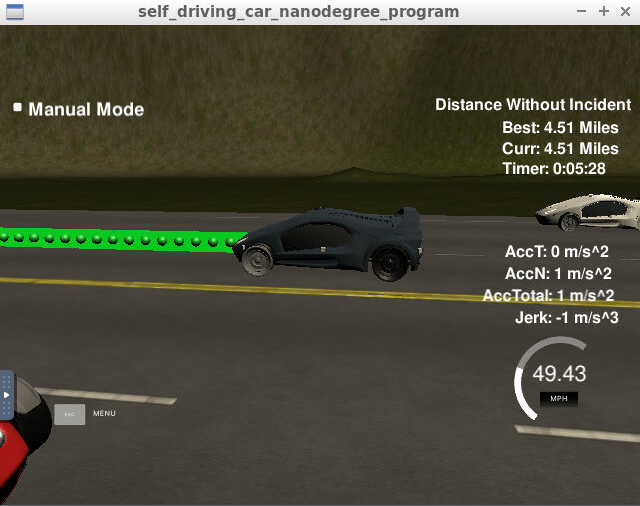 self_driving_car_nanodegree_program
Manual Mode
Distance Without Incident
Best: 4.51 Miles
Curr: 4.51 Miles
Timer: 0:05:28
AccT: 0 m/s^2
AccN: 1 m/s^2
AccTotal: 1 m/s^2
Jerk: -1 m/s^3
49.43
MPH
ESC MENU